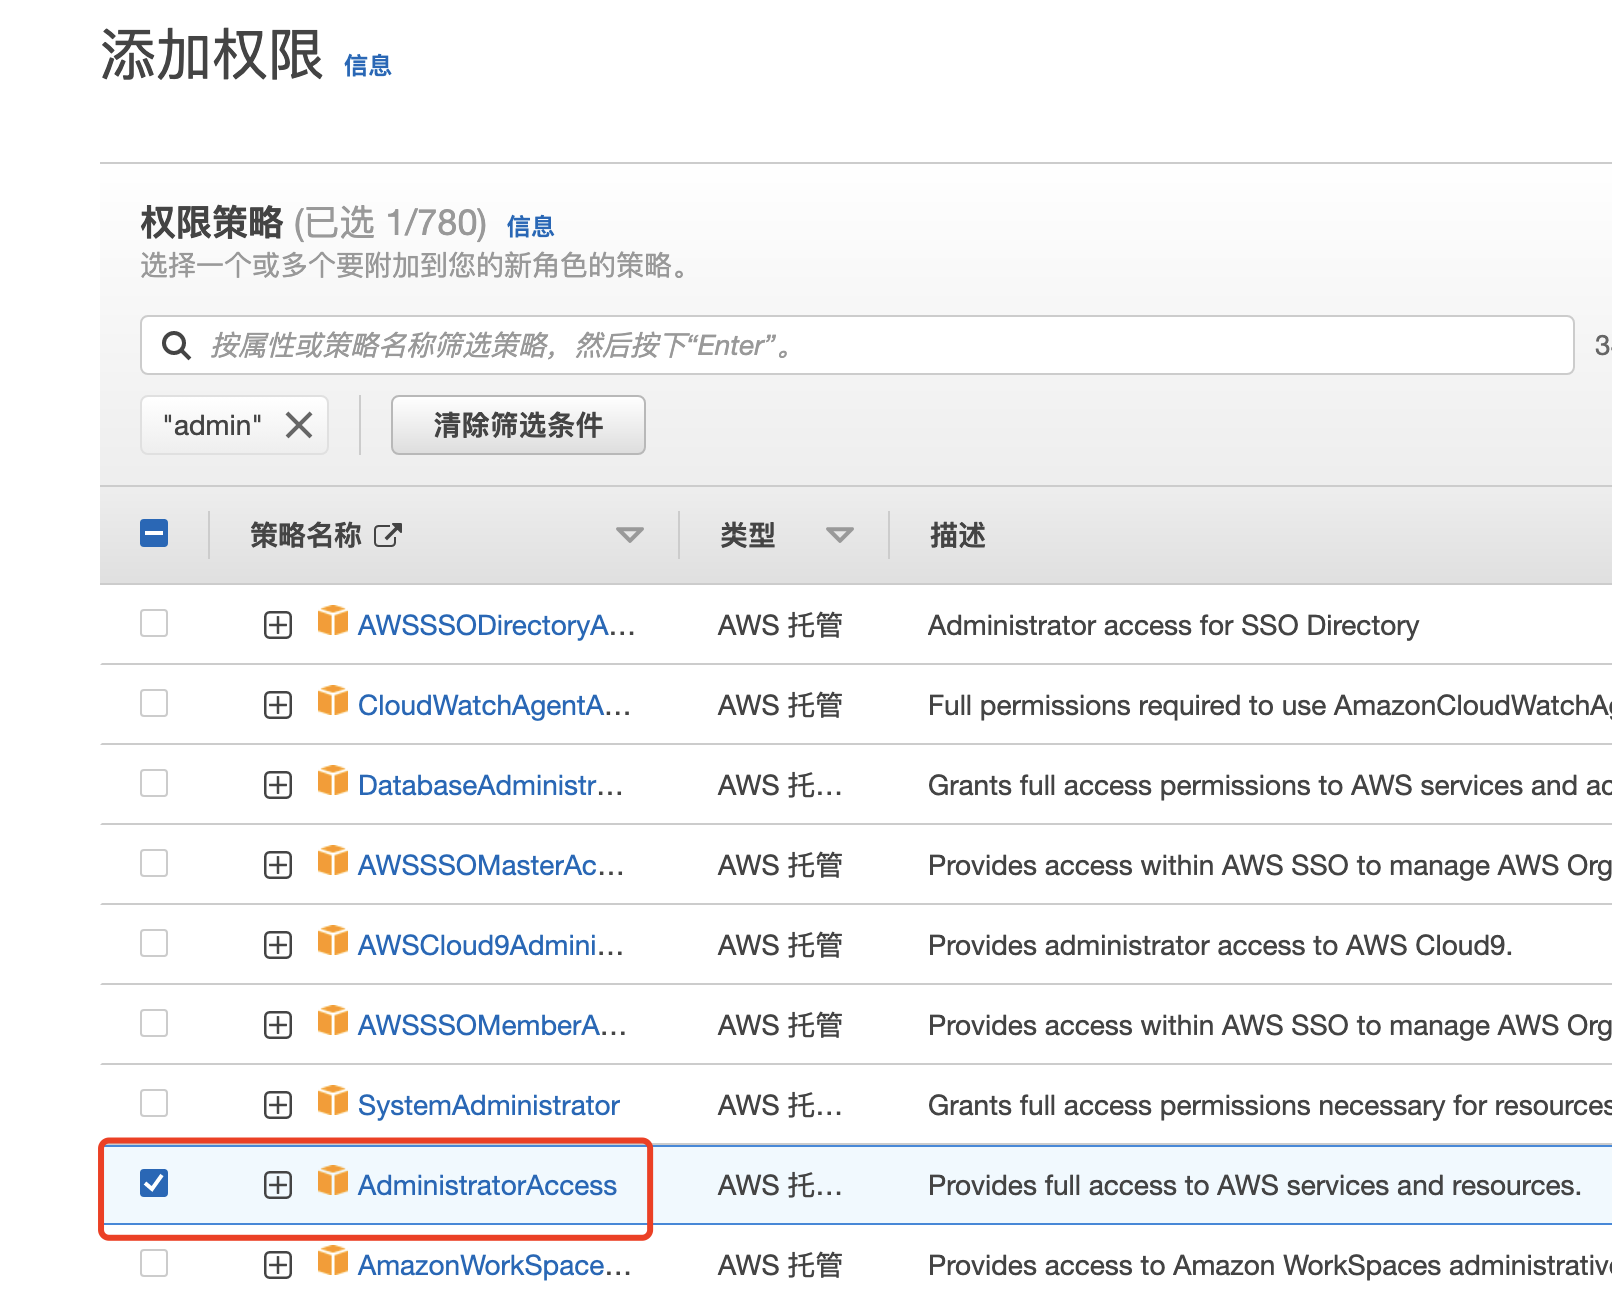 添加权限 信息
权限策略 (已选 1/780) 信息
选择一个或多个要附加到您的新角色的策略。
按属性或策略名称筛选策略，然后按下“Enter”。
"admin" 清除筛选条件
策略名称 类型 描述
AWSSSODirectoryA... AWS 托管 Administrator access for SSO Directory
CloudWatchAgentA... AWS 托管 Full permissions required to use AmazonCloudWatchAg
DatabaseAdministr... AWS 托... Grants full access permissions to AWS services and ac
AWSSSOMasterAc... AWS 托管 Provides access within AWS SSO to manage AWS Org
AWSCloud9Admini... AWS 托管 Provides administrator access to AWS Cloud9.
AWSSSOMemberA... AWS 托管 Provides access within AWS SSO to manage AWS Org
SystemAdministrator AWS 托... Grants full access permissions necessary for resources
AdministratorAccess AWS 托... Provides full access to AWS services and resources.
AmazonWorkSpace... AWS 托管 Provides access to Amazon WorkSpaces administrative